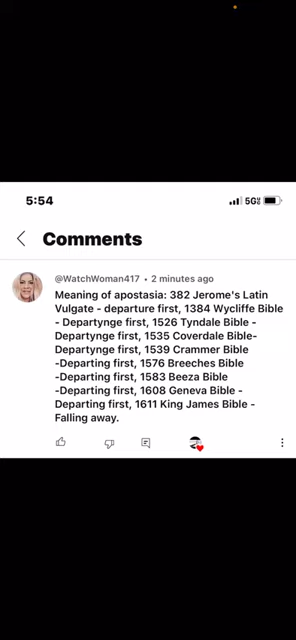 5:54
5G
Comments
@WatchWoman417 • 2 minutes ago
Meaning of apostasia: 382 Jerome's Latin
Vulgate - departure first, 1384 Wycliffe Bible
- Departynge first, 1526 Tyndale Bible -
Departynge first, 1535 Coverdale Bible-
Departynge first, 1539 Crammer Bible
-Departing first, 1576 Breeches Bible
-Departing first, 1583 Beeza Bible
-Departing first, 1608 Geneva Bible -
Departing first, 1611 King James Bible -
Falling away.